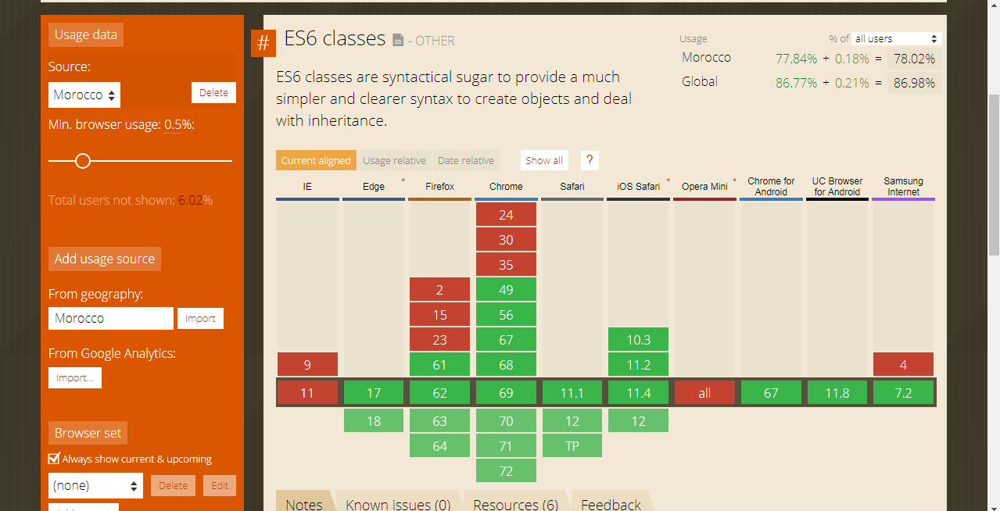 Usage data
Source:
Morocco
Delete
Min. browser usage: 0.5%:
Total users not shown: 6.02%
Add usage source
From geography:
Morocco
Import
From Google Analytics:
Import...
Browser set
Always show current & upcoming
(none)
Delete
Edit
# ES6 classes - OTHER
ES6 classes are syntactical sugar to provide a much
simpler and clearer syntax to create objects and deal
with inheritance.
Usage % of all users
Morocco 77.84% + 0.18% = 78.02%
Global 86.77% + 0.21% = 86.98%
Current aligned Usage relative Date relative Show all ?
IE Edge * Firefox Chrome Safari iOS Safari * Opera Mini * Chrome for Android UC Browser for Android Samsung Internet
24
30
35
2 49
15 56
23 67 10.3
9 61 68 11.2 4
11 17 62 69 11.1 11.4 all 67 11.8 7.2
18 63 70 12 12
64 71 TP
72
Notes Known issues (0) Resources (6) Feedback